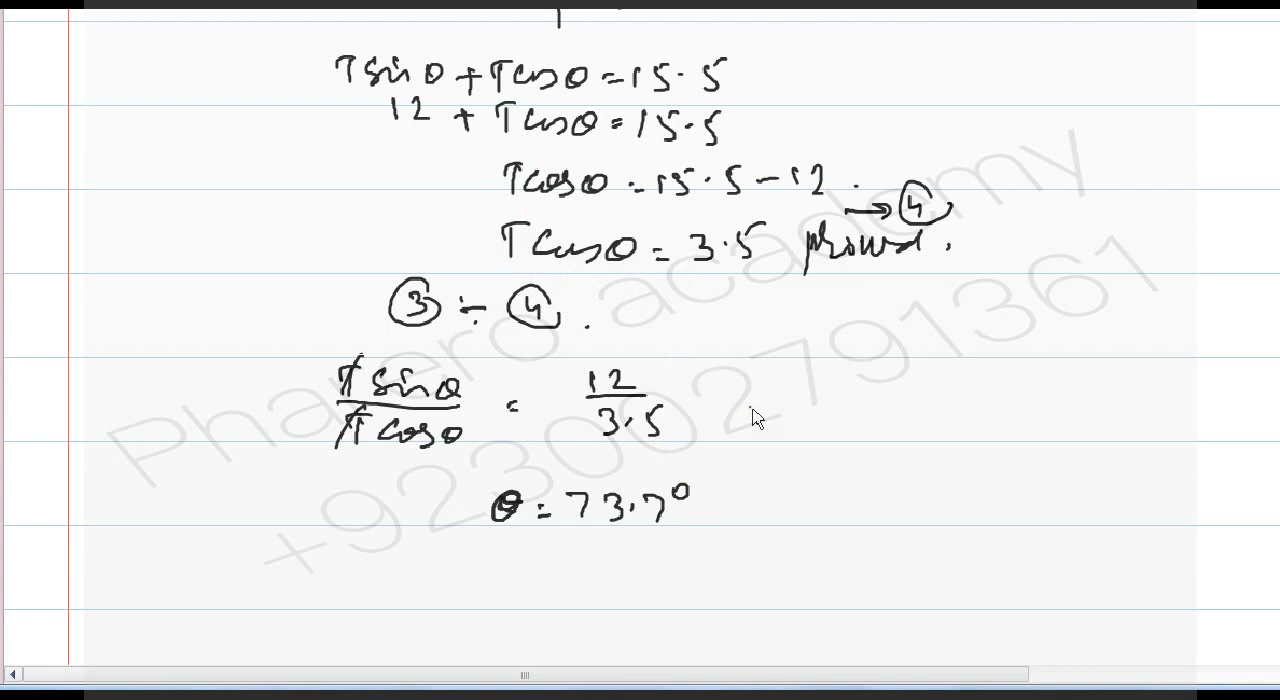 T sin θ + T cos θ = 15.5
12 + T cos θ = 15.5
T cos θ = 15.5 - 12 .
T cos θ = 3.5 proved . → ④
③ ÷ ④ .
T sin θ / T cos θ = 12 / 3.5
θ = 73.7°
Phanero academy
+923002791361